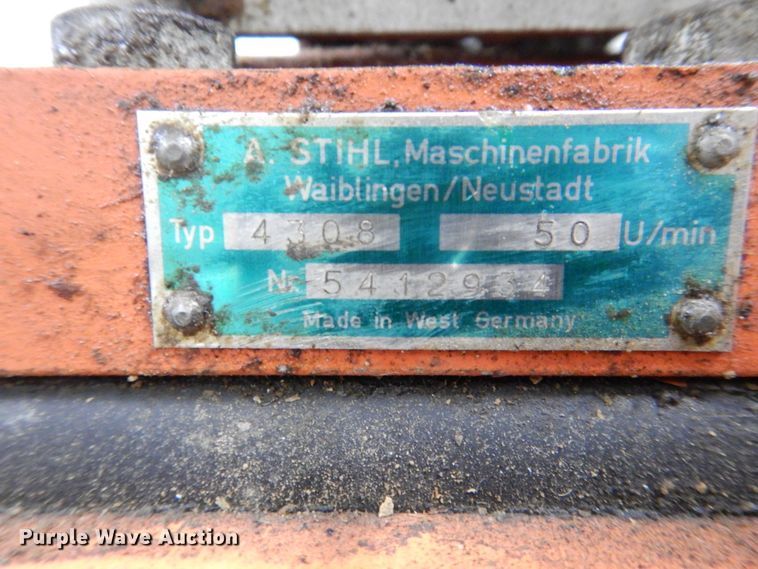 A. STIHL, Maschinenfabrik
Waiblingen/Neustadt
Typ 4308 50 U/min
Nr. 5412934
Made in West Germany
Purple Wave Auction®